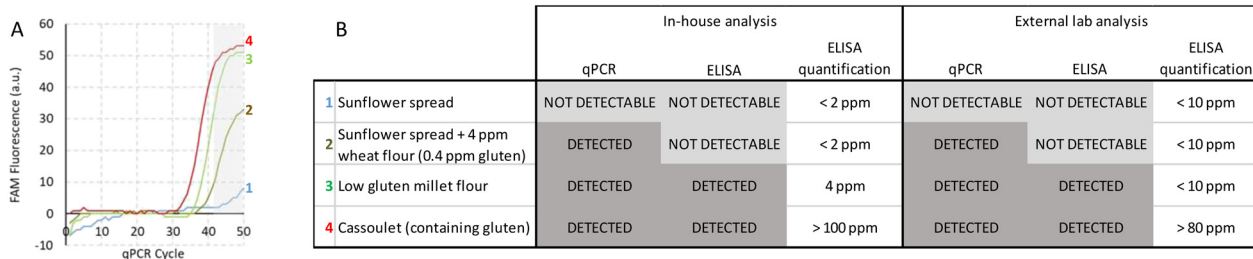 A
FAM Fluorescence (a.u.)
60
50
40
30
20
10
0
-10
0
10
20
30
40
50
qPCR Cycle
4
3
2
1
B
In-house analysis
External lab analysis
qPCR
ELISA
ELISA
quantification
qPCR
ELISA
ELISA
quantification
1 Sunflower spread NOT DETECTABLE NOT DETECTABLE < 2 ppm NOT DETECTABLE NOT DETECTABLE < 10 ppm
2 Sunflower spread + 4 ppm
wheat flour (0.4 ppm gluten) DETECTED NOT DETECTABLE < 2 ppm DETECTED NOT DETECTABLE < 10 ppm
3 Low gluten millet flour DETECTED DETECTED 4 ppm DETECTED DETECTED < 10 ppm
4 Cassoulet (containing gluten) DETECTED DETECTED > 100 ppm DETECTED DETECTED > 80 ppm